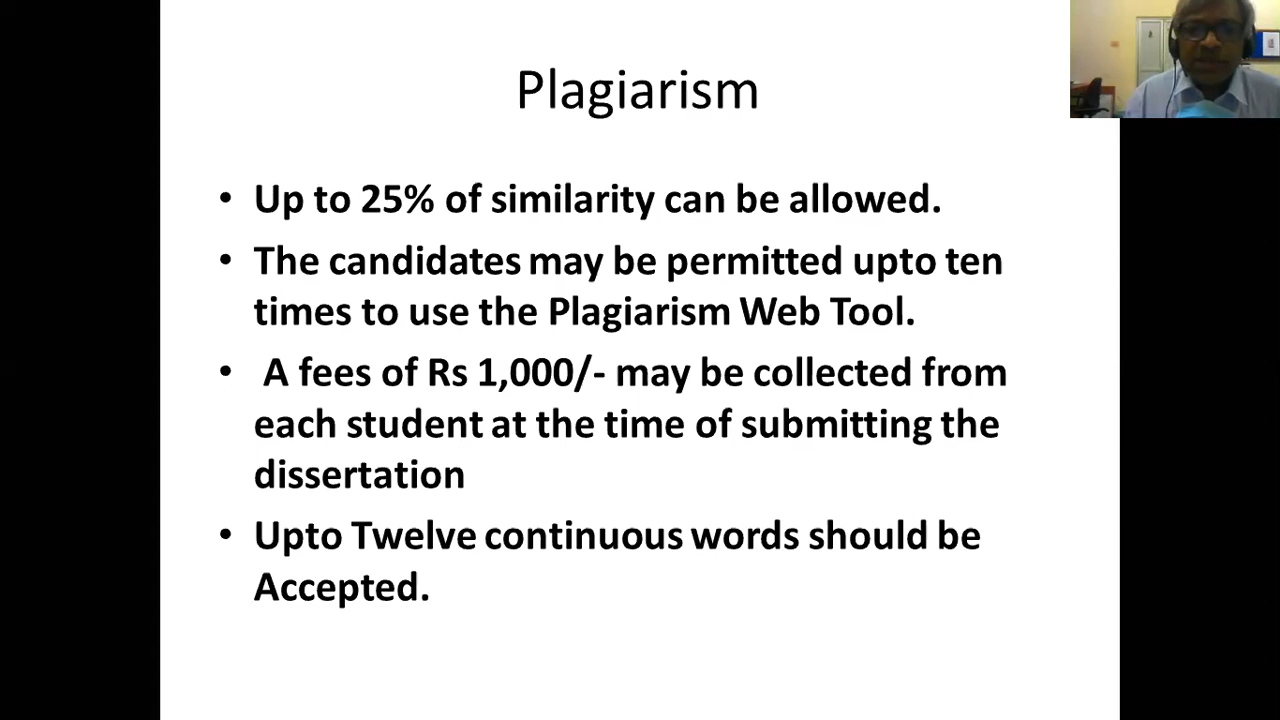 Plagiarism
• Up to 25% of similarity can be allowed.
• The candidates may be permitted upto ten
times to use the Plagiarism Web Tool.
• A fees of Rs 1,000/- may be collected from
each student at the time of submitting the
dissertation
• Upto Twelve continuous words should be
Accepted.